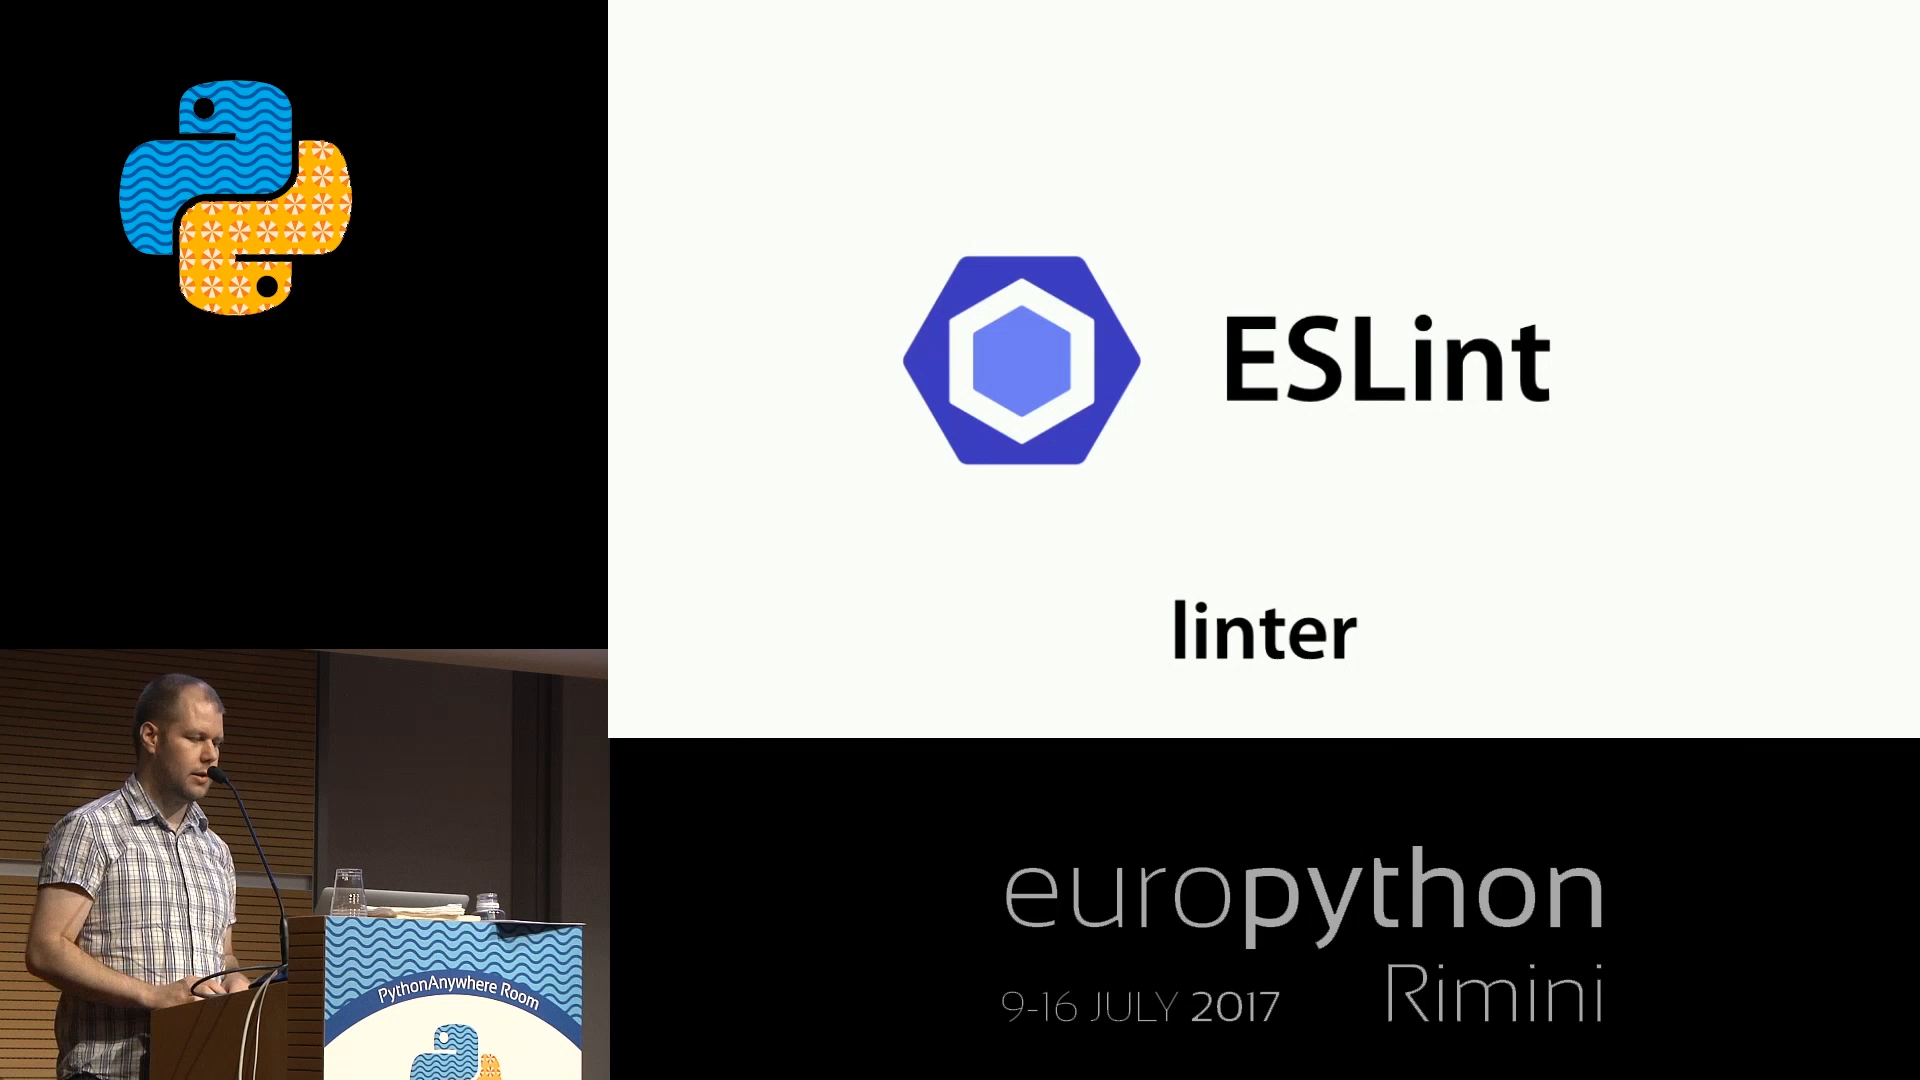 ESLint
linter
PythonAnywhere Room
europython
9-16 JULY 2017
Rimini